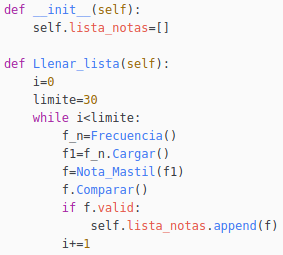 def __init__(self):
    self.lista_notas=[]

def Llenar_lista(self):
    i=0
    limite=30
    while i<limite:
        f_n=Frecuencia()
        f1=f_n.Cargar()
        f=Nota_Mastil(f1)
        f.Comparar()
        if f.valid:
            self.lista_notas.append(f)
        i+=1